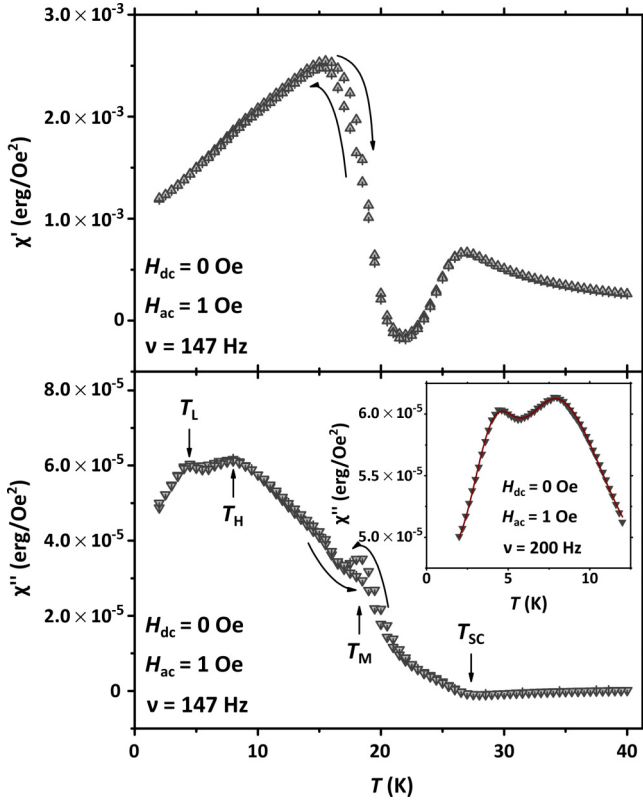 3.0 × 10⁻³
2.0 × 10⁻³
1.0 × 10⁻³
0
χ' (erg/Oe²)
H_dc = 0 Oe
H_ac = 1 Oe
ν = 147 Hz
8.0 × 10⁻⁵
6.0 × 10⁻⁵
4.0 × 10⁻⁵
2.0 × 10⁻⁵
0
χ'' (erg/Oe²)
T_L
T_H
T_M
T_SC
H_dc = 0 Oe
H_ac = 1 Oe
ν = 147 Hz
6.0 × 10⁻⁵
5.5 × 10⁻⁵
5.0 × 10⁻⁵
χ'' (erg/Oe²)
H_dc = 0 Oe
H_ac = 1 Oe
ν = 200 Hz
0 5 10
T (K)
0 10 20 30 40
T (K)